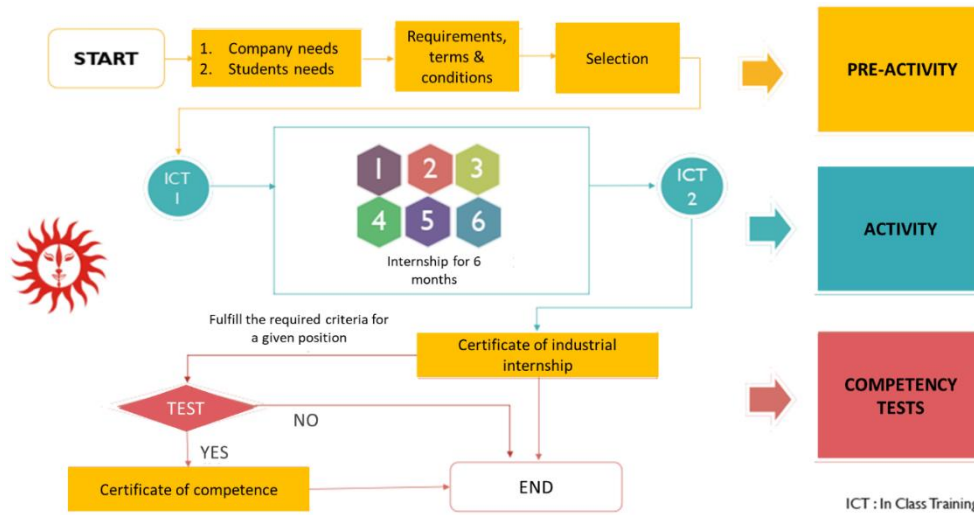 START
1. Company needs
2. Students needs
Requirements,
terms &
conditions
Selection
PRE-ACTIVITY
ICT
1
1
2
3
4
5
6
Internship for 6
months
ICT
2
ACTIVITY
Fulfill the required criteria for
a given position
Certificate of industrial
internship
TEST
NO
YES
Certificate of competence
END
COMPETENCY
TESTS
ICT : In Class Training